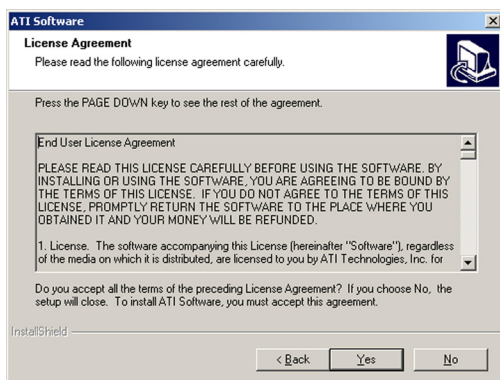 ATI Software
License Agreement
Please read the following license agreement carefully.
Press the PAGE DOWN key to see the rest of the agreement.
End User License Agreement
PLEASE READ THIS LICENSE CAREFULLY BEFORE USING THE SOFTWARE. BY
INSTALLING OR USING THE SOFTWARE, YOU ARE AGREEING TO BE BOUND BY
THE TERMS OF THIS LICENSE. IF YOU DO NOT AGREE TO THE TERMS OF THIS
LICENSE, PROMPTLY RETURN THE SOFTWARE TO THE PLACE WHERE YOU
OBTAINED IT AND YOUR MONEY WILL BE REFUNDED.
1. License. The software accompanying this License (hereinafter "Software"), regardless
of the media on which it is distributed, are licensed to you by ATI Technologies, Inc. for
Do you accept all the terms of the preceding License Agreement? If you choose No, the
setup will close. To install ATI Software, you must accept this agreement.
InstallShield
< Back Yes No